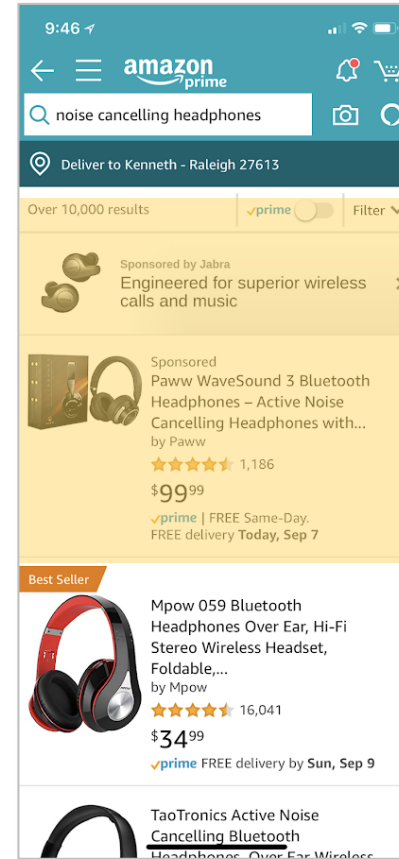 9:46
amazon
prime
noise cancelling headphones
Deliver to Kenneth - Raleigh 27613
Over 10,000 results
prime
Filter
Sponsored by Jabra
Engineered for superior wireless
calls and music
Sponsored
Paww WaveSound 3 Bluetooth
Headphones – Active Noise
Cancelling Headphones with...
by Paww
1,186
$99 99
prime | FREE Same-Day.
FREE delivery Today, Sep 7
Best Seller
Mpow 059 Bluetooth
Headphones Over Ear, Hi-Fi
Stereo Wireless Headset,
Foldable,...
by Mpow
16,041
$34 99
prime FREE delivery by Sun, Sep 9
TaoTronics Active Noise
Cancelling Bluetooth
Headphones, Over Ear Wireless